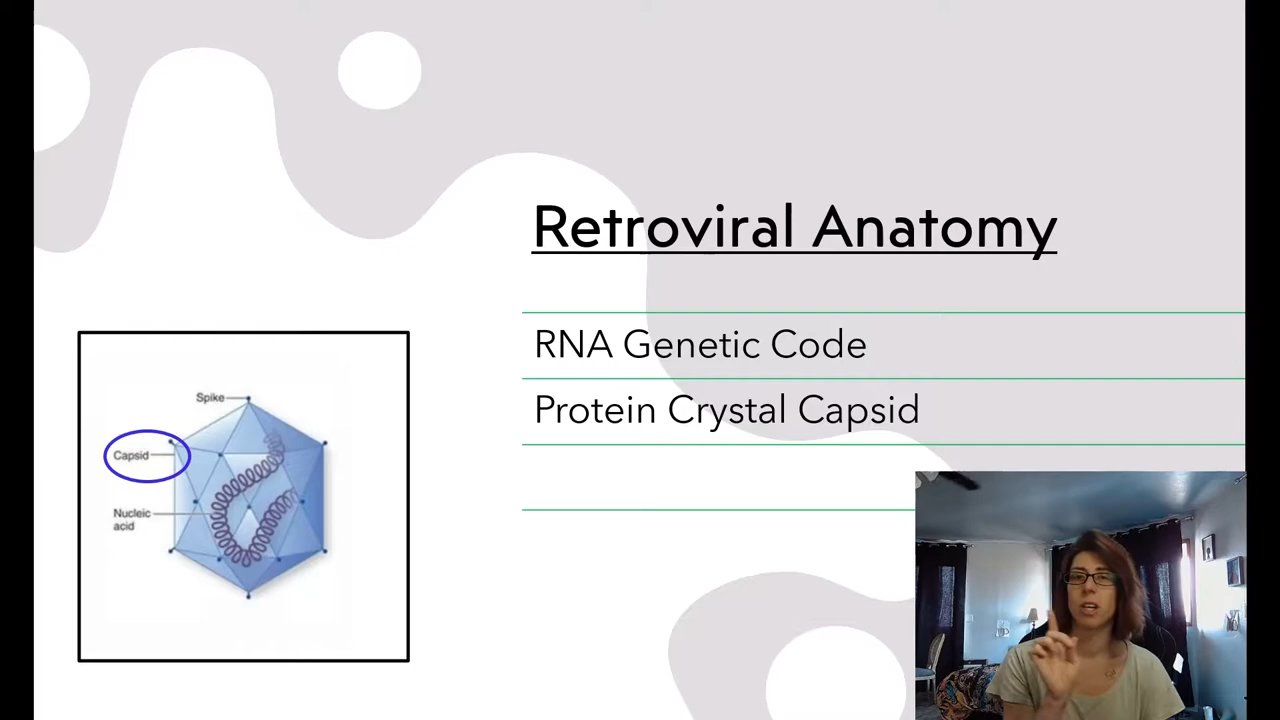 Retroviral Anatomy
RNA Genetic Code
Protein Crystal Capsid
Spike
Capsid
Nucleic
acid